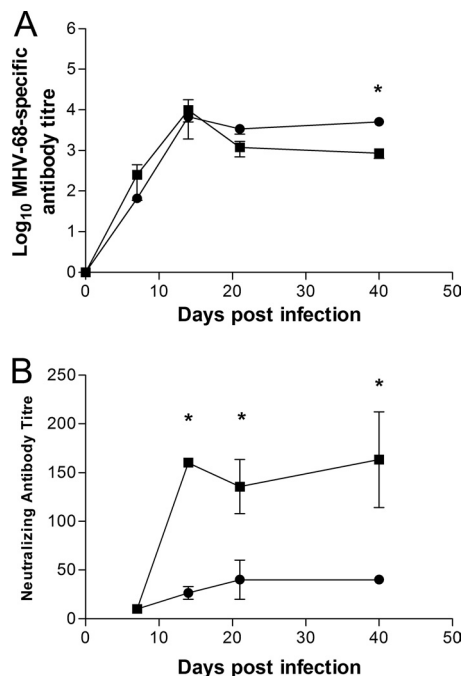 A
Log10 MHV-68-specific
antibody titre
6
5
4
3
2
1
0
*
0 10 20 30 40 50
Days post infection
B
Neutralizing Antibody Titre
250
200
150
100
50
0
* * *
0 10 20 30 40 50
Days post infection